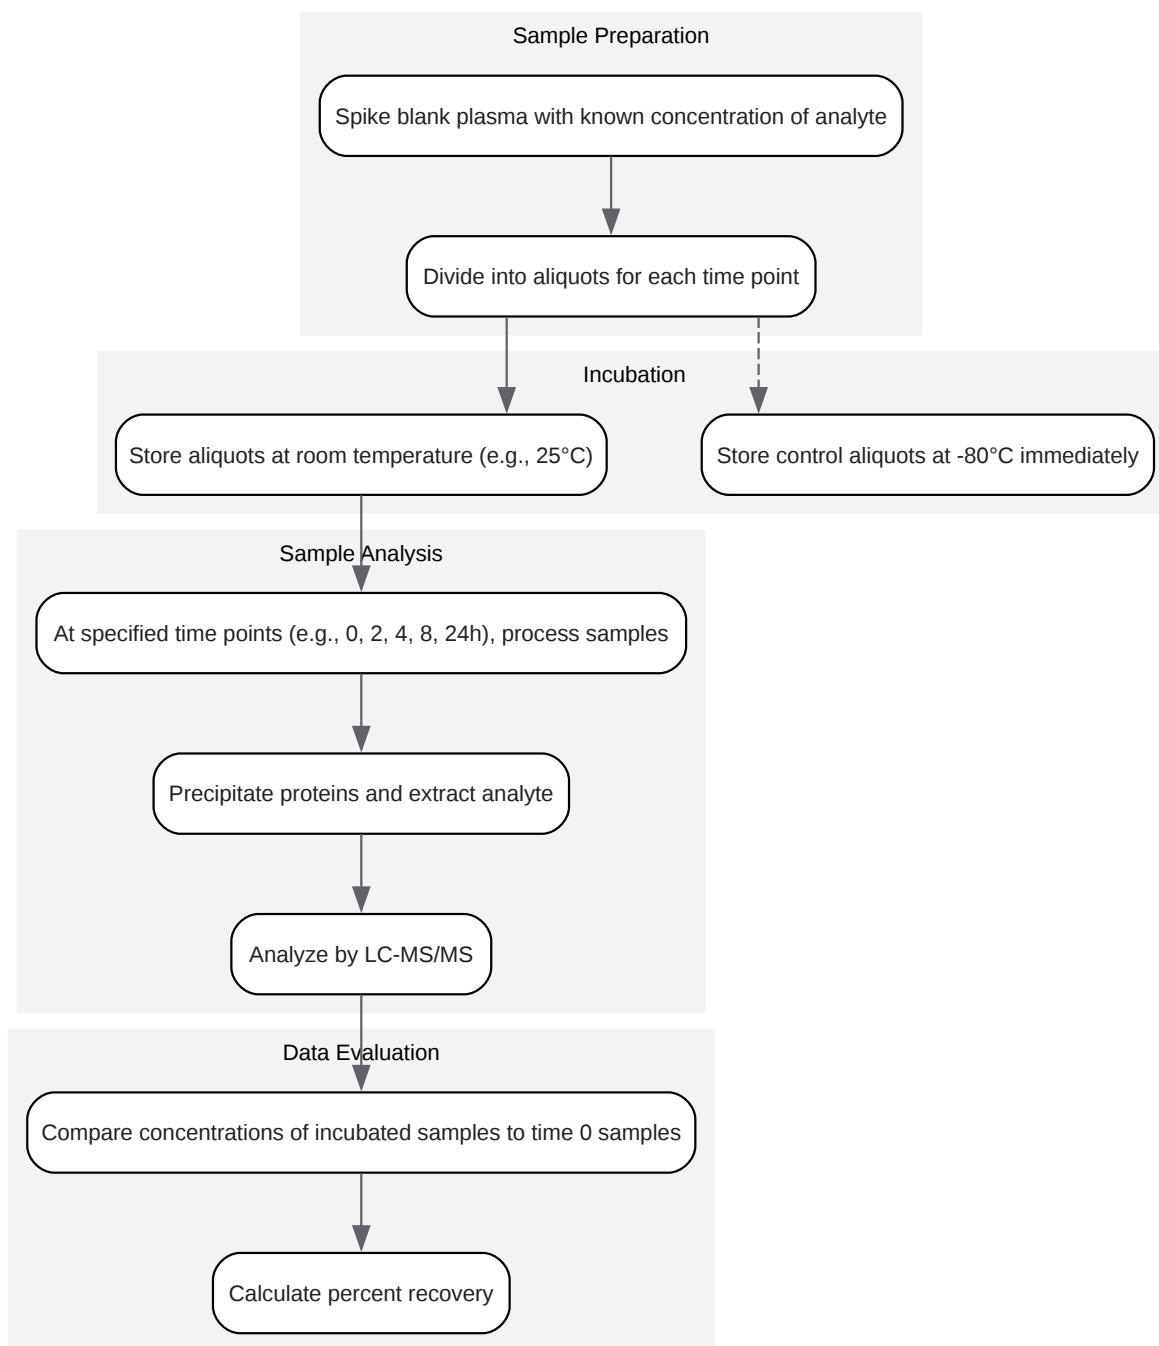 Sample Preparation
Spike blank plasma with known concentration of analyte
Divide into aliquots for each time point
Incubation
Store aliquots at room temperature (e.g., 25°C)
Store control aliquots at -80°C immediately
Sample Analysis
At specified time points (e.g., 0, 2, 4, 8, 24h), process samples
Precipitate proteins and extract analyte
Analyze by LC-MS/MS
Data Evaluation
Compare concentrations of incubated samples to time 0 samples
Calculate percent recovery